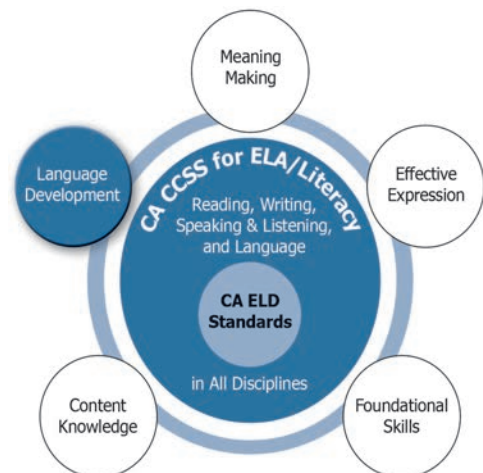 Meaning
Making
Language
Development
Effective
Expression
CA CCSS for ELA/Literacy
Reading, Writing,
Speaking & Listening,
and Language
CA ELD
Standards
in All Disciplines
Content
Knowledge
Foundational
Skills